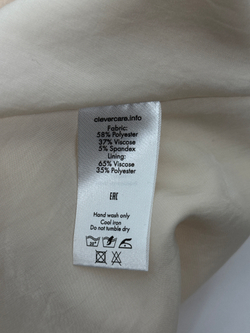 clevercare.info
Fabric:
58% Polyester
37% Viscose
5% Spandex
Lining:
65% Viscose
35% Polyester
EAC
Hand wash only
Cool iron
Do not tumble dry